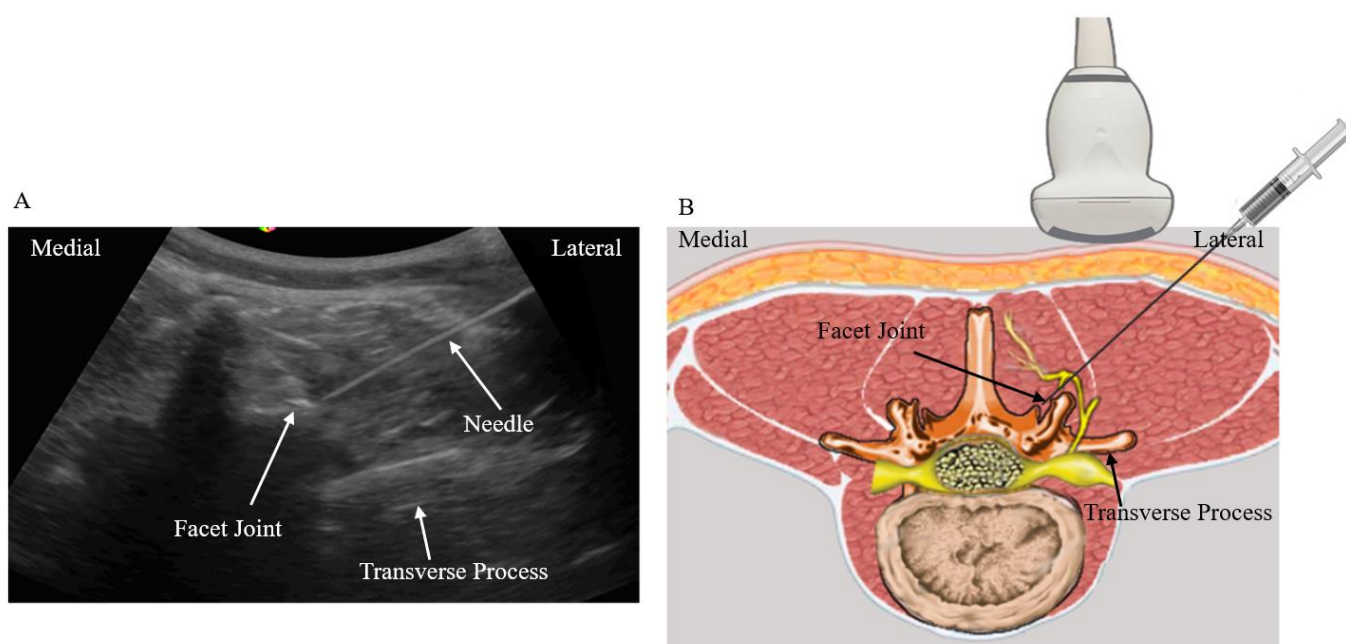 A
Medial
Lateral
Needle
Facet Joint
Transverse Process
B
Medial
Lateral
Facet Joint
Transverse Process